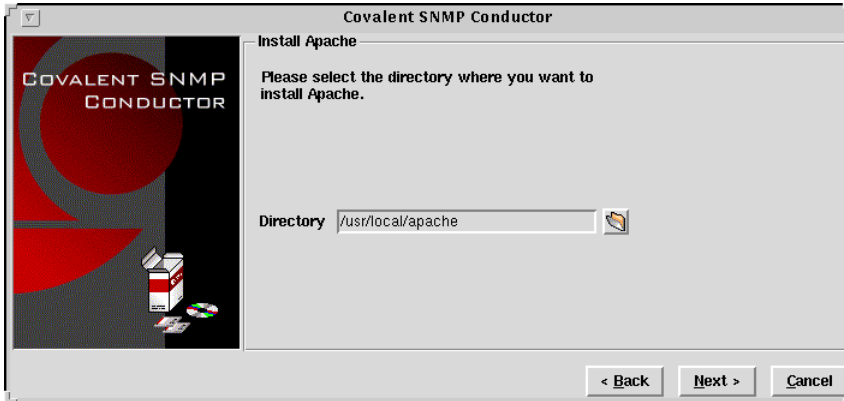 Covalent SNMP Conductor
Install Apache
COVALENT SNMP
CONDUCTOR
Please select the directory where you want to
install Apache.
Directory /usr/local/apache
< Back Next > Cancel